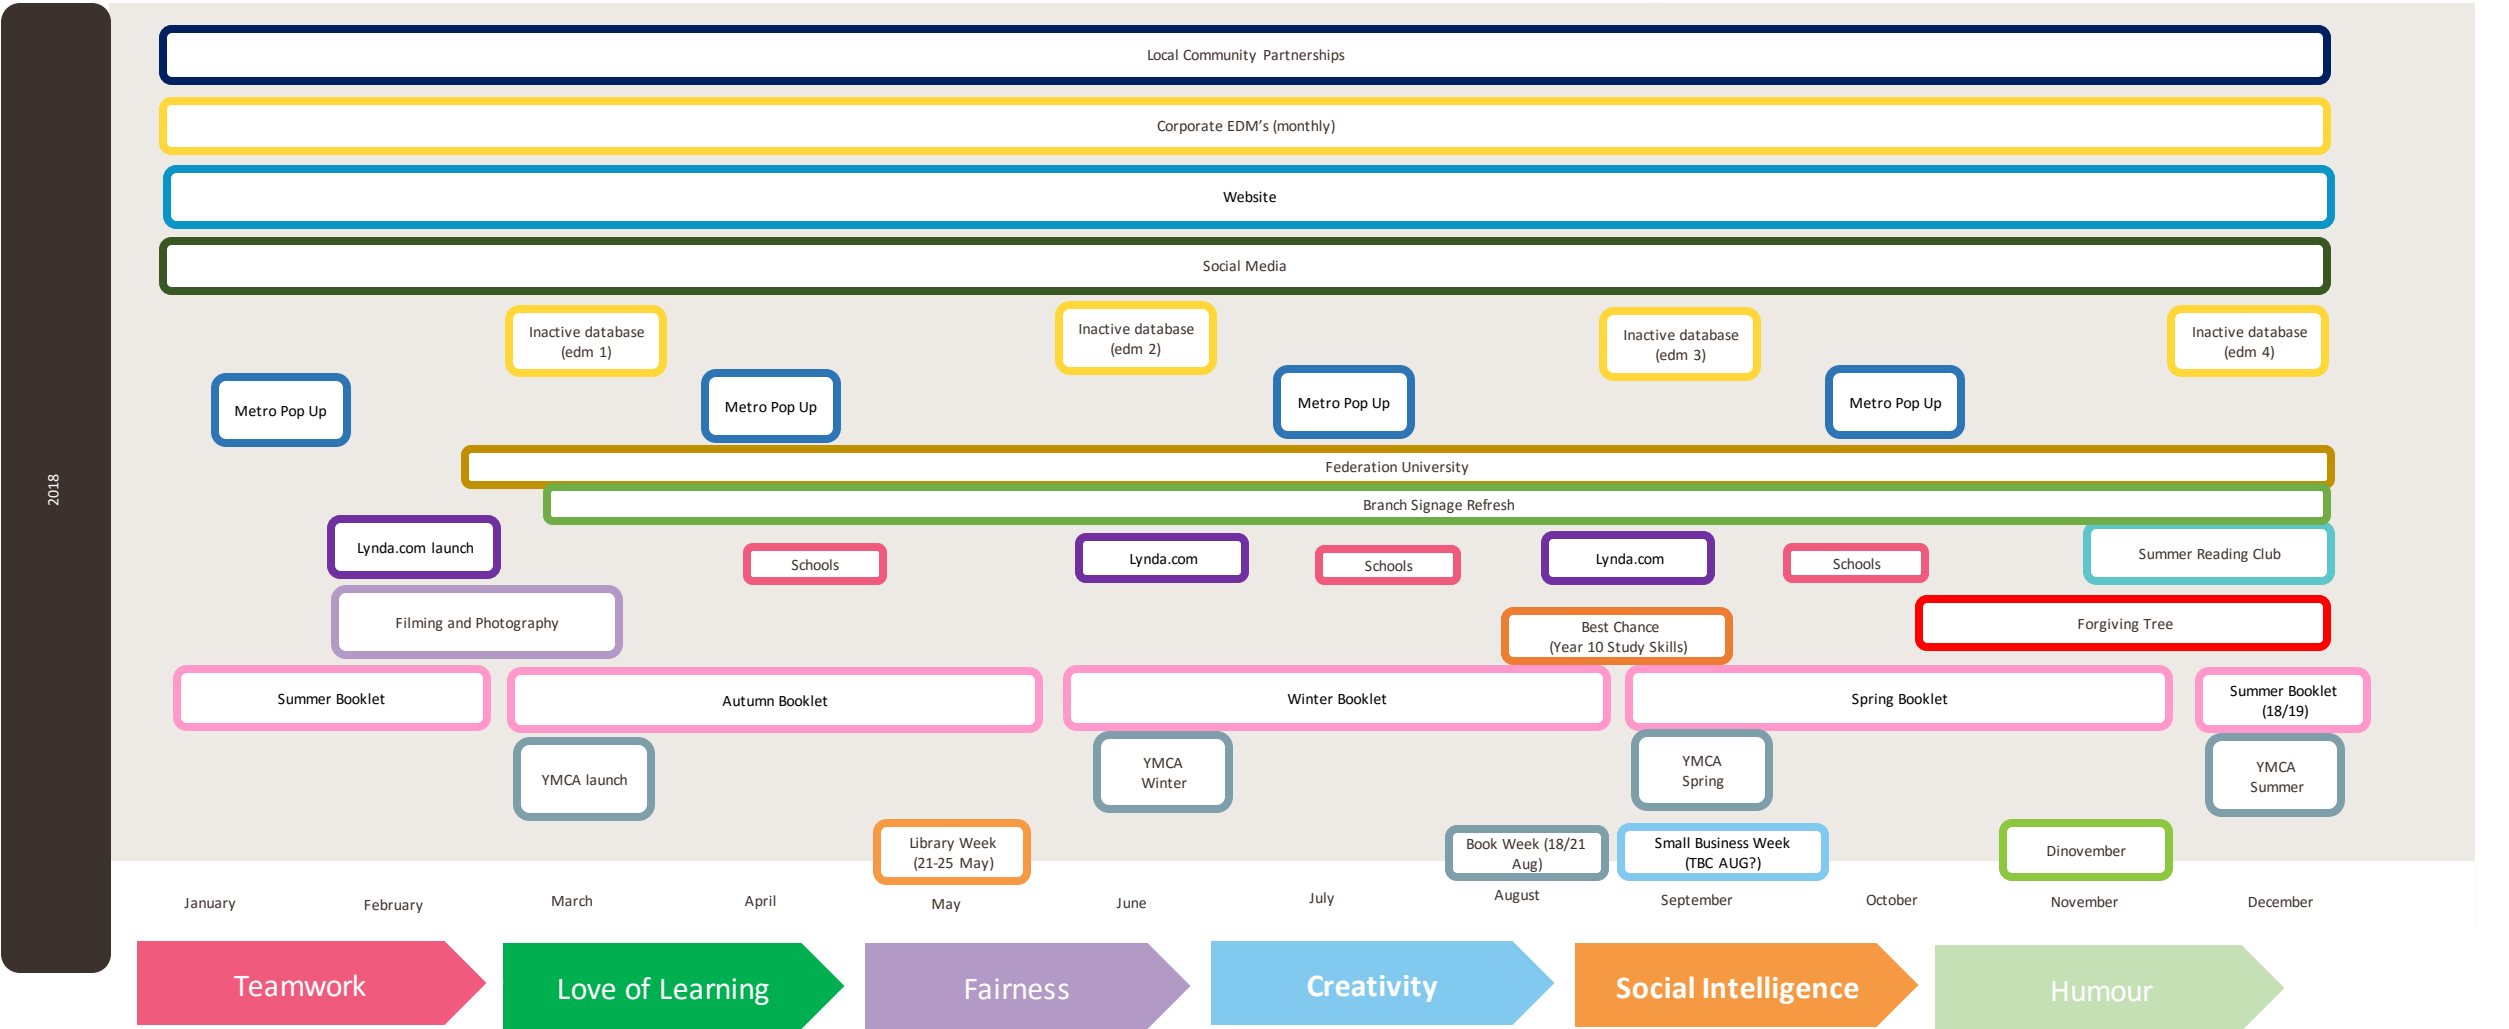 Local Community Partnerships
Corporate EDM’s (monthly)
Website
Social Media
Inactive database
(edm 1)
Inactive database
(edm 2)
Inactive database
(edm 3)
Inactive database
(edm 4)
Metro Pop Up
Metro Pop Up
Metro Pop Up
Metro Pop Up
Federation University
2018
Branch Signage Refresh
Lynda.com launch
Schools
Lynda.com
Schools
Lynda.com
Schools
Summer Reading Club
Filming and Photography
Best Chance
(Year 10 Study Skills)
Forgiving Tree
Summer Booklet
Autumn Booklet
Winter Booklet
Spring Booklet
Summer Booklet
(18/19)
YMCA launch
YMCA
Winter
YMCA
Spring
YMCA
Summer
Library Week
(21-25 May)
Book Week (18/21
Aug)
Small Business Week
(TBC AUG?)
Dinovember
January
February
March
April
May
June
July
August
September
October
November
December
Teamwork
Love of Learning
Fairness
Creativity
Social Intelligence
Humour